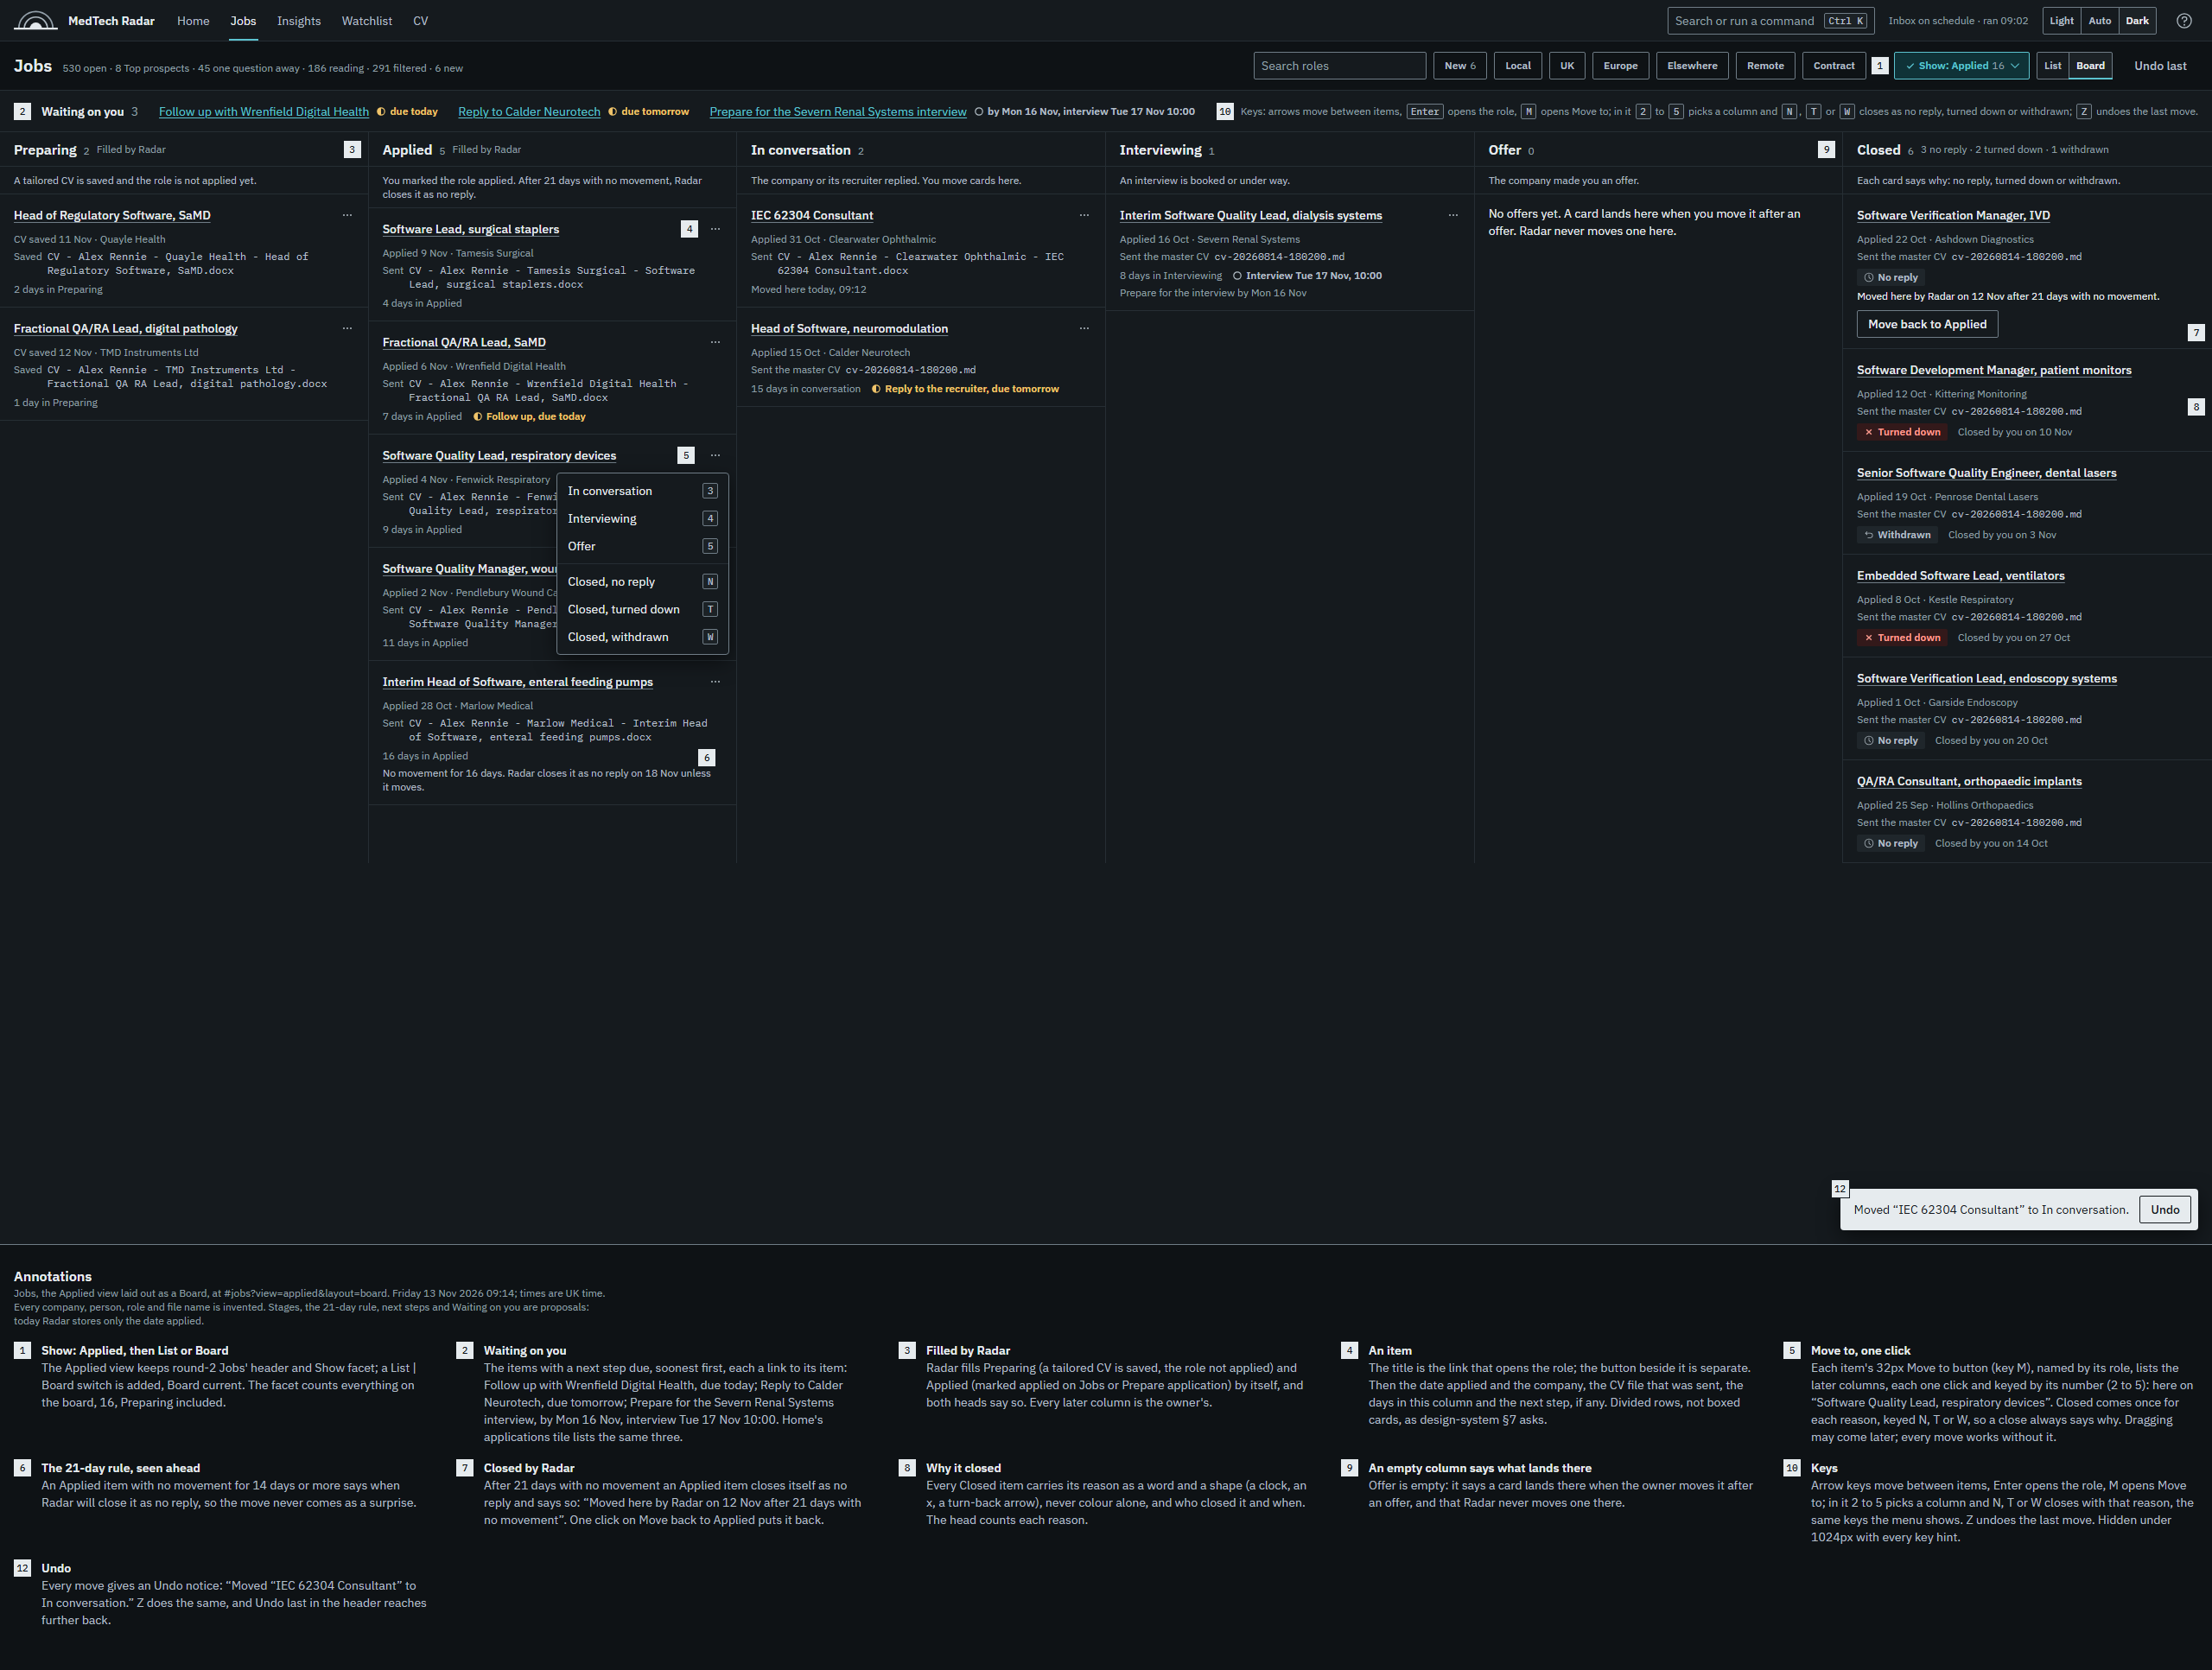 MedTech Radar Home Jobs Insights Watchlist CV Search or run a command Ctrl K Inbox on schedule · ran 09:02 Light Auto Dark ?
Jobs 530 open · 8 Top prospects · 45 one question away · 186 reading · 291 filtered · 6 new Search roles New 6 Local UK Europe Elsewhere Remote Contract 1 Show: Applied 16 List Board Undo last
2 Waiting on you 3 Follow up with Wrenfield Digital Health due today Reply to Calder Neurotech due tomorrow Prepare for the Severn Renal Systems interview by Mon 16 Nov, interview Tue 17 Nov 10:00 10 Keys: arrows move between items, Enter opens the role, M opens Move to; in it 2 to 5 picks a column and N, T or W closes as no reply, turned down or withdrawn; Z undoes the last move.
Preparing 2 Filled by Radar 3
A tailored CV is saved and the role is not applied yet.
Head of Regulatory Software, SaMD ···
CV saved 11 Nov · Quayle Health
Saved CV - Alex Rennie - Quayle Health - Head of
Regulatory Software, SaMD.docx
2 days in Preparing
Fractional QA/RA Lead, digital pathology ···
CV saved 12 Nov · TMD Instruments Ltd
Saved CV - Alex Rennie - TMD Instruments Ltd -
Fractional QA RA Lead, digital pathology.docx
1 day in Preparing
Applied 5 Filled by Radar
You marked the role applied. After 21 days with no movement, Radar
closes it as no reply.
Software Lead, surgical staplers 4 ···
Applied 9 Nov · Tamesis Surgical
Sent CV - Alex Rennie - Tamesis Surgical - Software
Lead, surgical staplers.docx
4 days in Applied
Fractional QA/RA Lead, SaMD ···
Applied 6 Nov · Wrenfield Digital Health
Sent CV - Alex Rennie - Wrenfield Digital Health -
Fractional QA RA Lead, SaMD.docx
7 days in Applied Follow up, due today
Software Quality Lead, respiratory devices 5 ···
Applied 4 Nov · Fenwick Respiratory
Sent CV - Alex Rennie - Fenwi
Quality Lead, respirator
9 days in Applied
Software Quality Manager, wour
Applied 2 Nov · Pendlebury Wound Ca
Sent CV - Alex Rennie - Pendl
Software Quality Manager
11 days in Applied
In conversation 3
Interviewing 4
Offer 5
Closed, no reply N
Closed, turned down T
Closed, withdrawn W
Interim Head of Software, enteral feeding pumps ···
Applied 28 Oct · Marlow Medical
Sent CV - Alex Rennie - Marlow Medical - Interim Head
of Software, enteral feeding pumps.docx
16 days in Applied 6
No movement for 16 days. Radar closes it as no reply on 18 Nov unless
it moves.
In conversation 2
The company or its recruiter replied. You move cards here.
IEC 62304 Consultant ···
Applied 31 Oct · Clearwater Ophthalmic
Sent CV - Alex Rennie - Clearwater Ophthalmic - IEC
62304 Consultant.docx
Moved here today, 09:12
Head of Software, neuromodulation ···
Applied 15 Oct · Calder Neurotech
Sent the master CV cv-20260814-180200.md
15 days in conversation Reply to the recruiter, due tomorrow
Interviewing 1
An interview is booked or under way.
Interim Software Quality Lead, dialysis systems ···
Applied 16 Oct · Severn Renal Systems
Sent the master CV cv-20260814-180200.md
8 days in Interviewing Interview Tue 17 Nov, 10:00
Prepare for the interview by Mon 16 Nov
Offer 0 9
The company made you an offer.
No offers yet. A card lands here when you move it after an
offer. Radar never moves one here.
Closed 6 3 no reply · 2 turned down · 1 withdrawn
Each card says why: no reply, turned down or withdrawn.
Software Verification Manager, IVD
Applied 22 Oct · Ashdown Diagnostics
Sent the master CV cv-20260814-180200.md
No reply
Moved here by Radar on 12 Nov after 21 days with no movement.
Move back to Applied 7
Software Development Manager, patient monitors
Applied 12 Oct · Kittering Monitoring
Sent the master CV cv-20260814-180200.md 8
Turned down Closed by you on 10 Nov
Senior Software Quality Engineer, dental lasers
Applied 19 Oct · Penrose Dental Lasers
Sent the master CV cv-20260814-180200.md
Withdrawn Closed by you on 3 Nov
Embedded Software Lead, ventilators
Applied 8 Oct · Kestle Respiratory
Sent the master CV cv-20260814-180200.md
Turned down Closed by you on 27 Oct
Software Verification Lead, endoscopy systems
Applied 1 Oct · Garside Endoscopy
Sent the master CV cv-20260814-180200.md
No reply Closed by you on 20 Oct
QA/RA Consultant, orthopaedic implants
Applied 25 Sep · Hollins Orthopaedics
Sent the master CV cv-20260814-180200.md
No reply Closed by you on 14 Oct
12
Moved “IEC 62304 Consultant” to In conversation. Undo
Annotations
Jobs, the Applied view laid out as a Board, at #jobs?view=applied&layout=board. Friday 13 Nov 2026 09:14; times are UK time.
Every company, person, role and file name is invented. Stages, the 21-day rule, next steps and Waiting on you are proposals:
today Radar stores only the date applied.
1 Show: Applied, then List or Board
The Applied view keeps round-2 Jobs' header and Show facet; a List |
Board switch is added, Board current. The facet counts everything on
the board, 16, Preparing included.
2 Waiting on you
The items with a next step due, soonest first, each a link to its item:
Follow up with Wrenfield Digital Health, due today; Reply to Calder
Neurotech, due tomorrow; Prepare for the Severn Renal Systems
interview, by Mon 16 Nov, interview Tue 17 Nov 10:00. Home's
applications tile lists the same three.
3 Filled by Radar
Radar fills Preparing (a tailored CV is saved, the role not applied) and
Applied (marked applied on Jobs or Prepare application) by itself, and
both heads say so. Every later column is the owner's.
4 An item
The title is the link that opens the role; the button beside it is separate.
Then the date applied and the company, the CV file that was sent, the
days in this column and the next step, if any. Divided rows, not boxed
cards, as design-system §7 asks.
5 Move to, one click
Each item's 32px Move to button (key M), named by its role, lists the
later columns, each one click and keyed by its number (2 to 5): here on
“Software Quality Lead, respiratory devices”. Closed comes once for
each reason, keyed N, T or W, so a close always says why. Dragging
may come later; every move works without it.
6 The 21-day rule, seen ahead
An Applied item with no movement for 14 days or more says when
Radar will close it as no reply, so the move never comes as a surprise.
7 Closed by Radar
After 21 days with no movement an Applied item closes itself as no
reply and says so: “Moved here by Radar on 12 Nov after 21 days with
no movement”. One click on Move back to Applied puts it back.
8 Why it closed
Every Closed item carries its reason as a word and a shape (a clock, an
x, a turn-back arrow), never colour alone, and who closed it and when.
The head counts each reason.
9 An empty column says what lands there
Offer is empty: it says a card lands there when the owner moves it after
an offer, and that Radar never moves one there.
10 Keys
Arrow keys move between items, Enter opens the role, M opens Move
to; in it 2 to 5 picks a column and N, T or W closes with that reason, the
same keys the menu shows. Z undoes the last move. Hidden under
1024px with every key hint.
12 Undo
Every move gives an Undo notice: “Moved “IEC 62304 Consultant” to
In conversation.” Z does the same, and Undo last in the header reaches
further back.